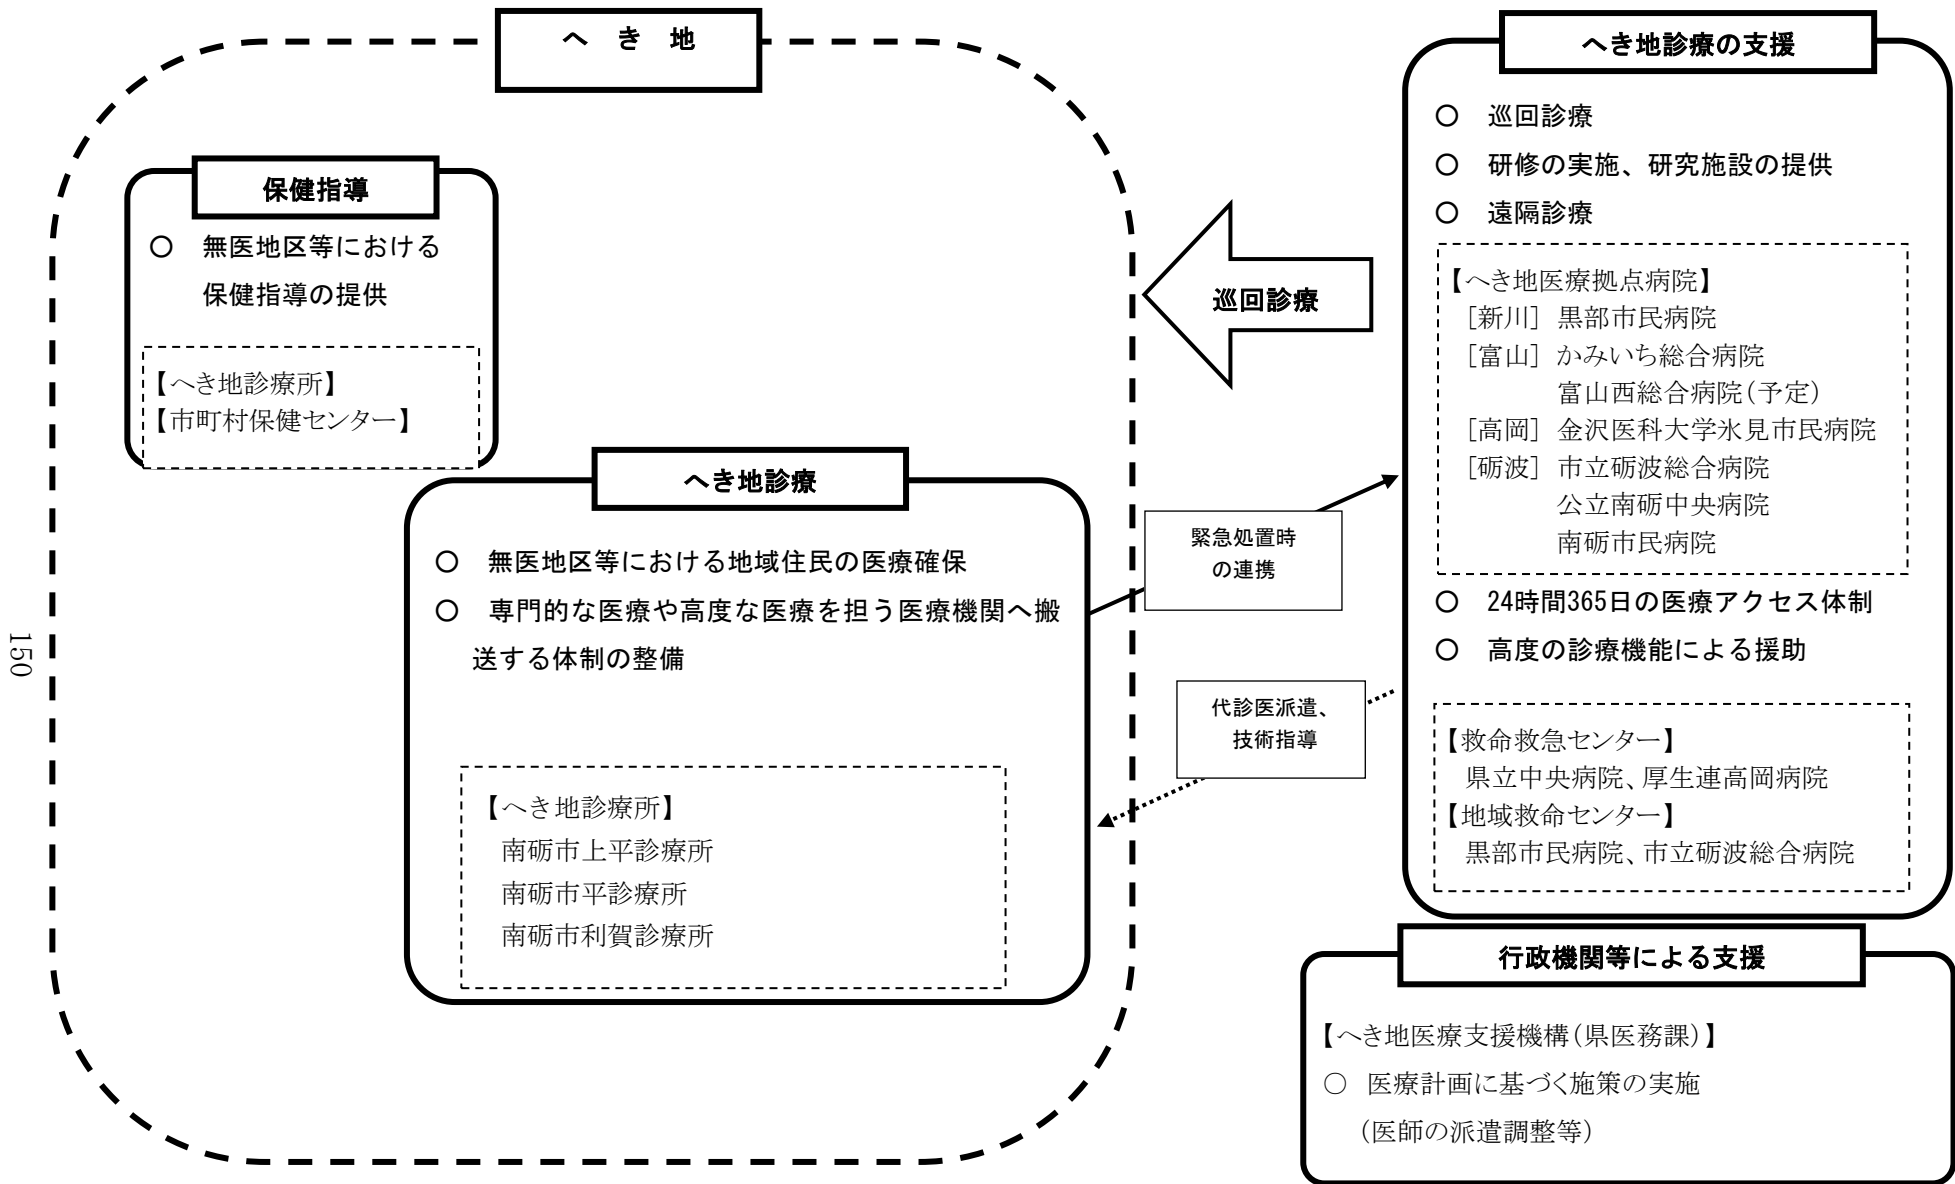 へ き 地
保健指導
○ 無医地区等における
保健指導の提供
【へき地診療所】
【市町村保健センター】
へき地診療
○ 無医地区等における地域住民の医療確保
○ 専門的な医療や高度な医療を担う医療機関へ搬
送する体制の整備
【へき地診療所】
南砺市上平診療所
南砺市平診療所
南砺市利賀診療所
巡回診療
緊急処置時
の連携
代診医派遣、
技術指導
へき地診療の支援
○ 巡回診療
○ 研修の実施、研究施設の提供
○ 遠隔診療
【へき地医療拠点病院】
[新川] 黒部市民病院
[富山] かみいち総合病院
富山西総合病院(予定)
[高岡] 金沢医科大学氷見市民病院
[砺波] 市立砺波総合病院
公立南砺中央病院
南砺市民病院
○ 24時間365日の医療アクセス体制
○ 高度の診療機能による援助
【救命救急センター】
県立中央病院、厚生連高岡病院
【地域救命センター】
黒部市民病院、市立砺波総合病院
行政機関等による支援
【へき地医療支援機構(県医務課)】
○ 医療計画に基づく施策の実施
(医師の派遣調整等)
150